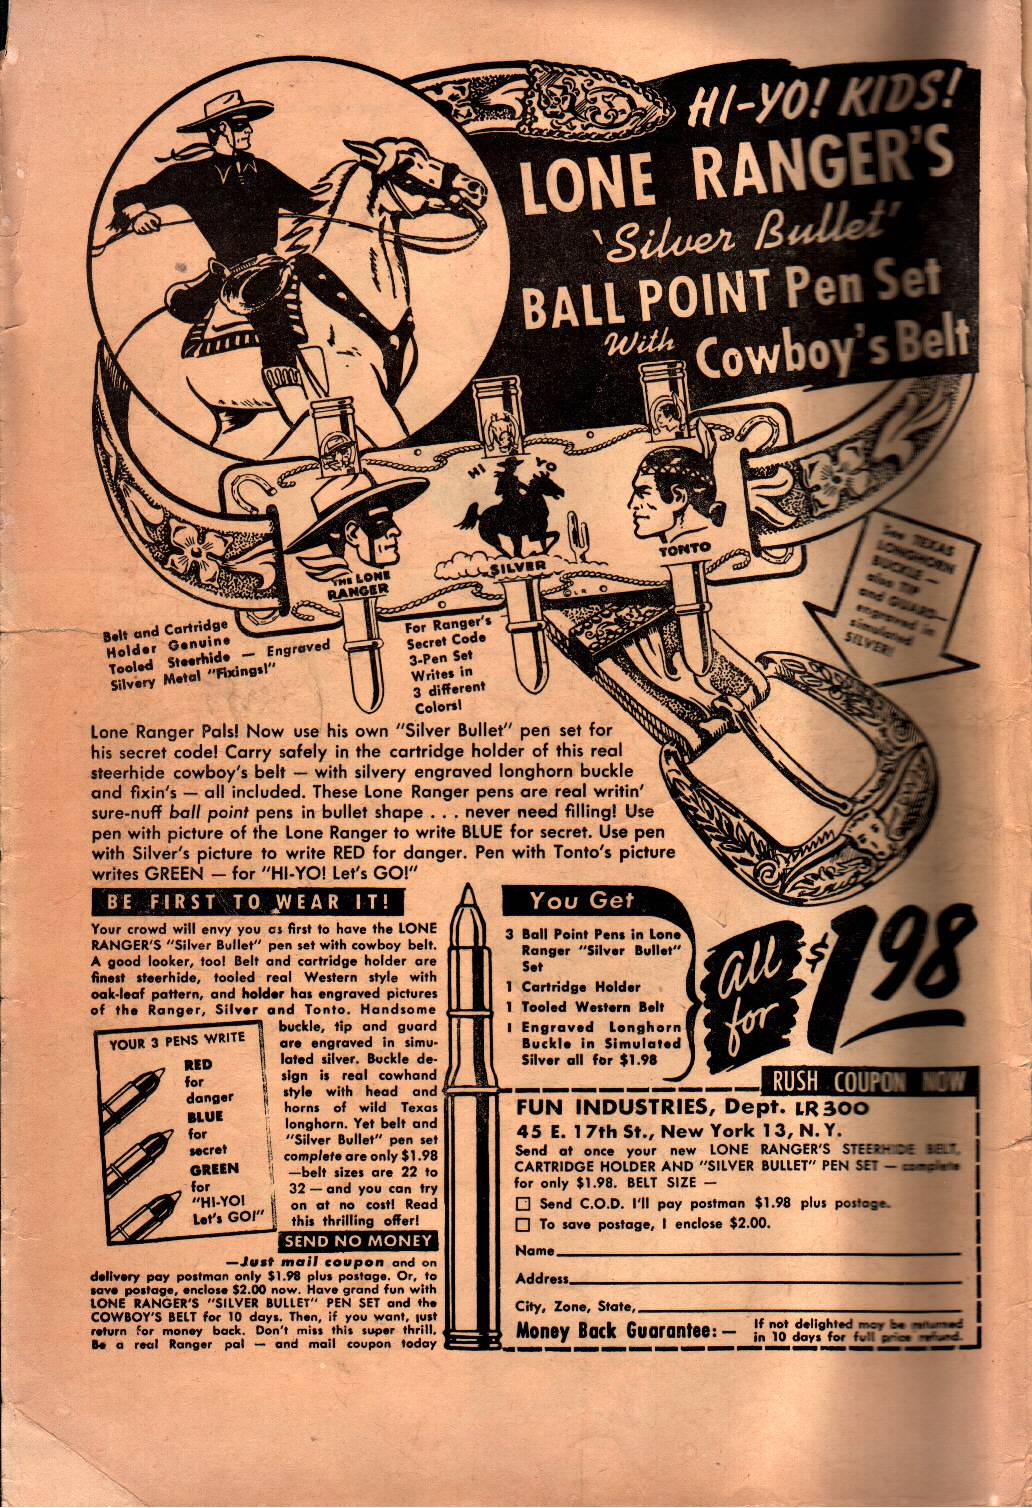 HI-YO! KIDS!
LONE RANGER'S
'Silver Bullet'
BALL POINT Pen Set
With Cowboy's Belt
HI YO
THE LONE
RANGER
SILVER
TONTO
LR
See TEXAS
LONGHORN
BUCKLE —
also TIP
and GUARD—
engraved in
simulated
SILVER!
Belt and Cartridge
Holder Genuine
Tooled Steerhide — Engraved
Silvery Metal "Fixings!"
For Ranger's
Secret Code
3-Pen Set
Writes in
3 different
Colors!
Lone Ranger Pals! Now use his own "Silver Bullet" pen set for
his secret code! Carry safely in the cartridge holder of this real
steerhide cowboy's belt — with silvery engraved longhorn buckle
and fixin's — all included. These Lone Ranger pens are real writin'
sure-nuff ball point pens in bullet shape . . . never need filling! Use
pen with picture of the Lone Ranger to write BLUE for secret. Use pen
with Silver's picture to write RED for danger. Pen with Tonto's picture
writes GREEN — for "HI-YO! Let's GO!"
BE FIRST TO WEAR IT!
Your crowd will envy you as first to have the LONE
RANGER'S "Silver Bullet" pen set with cowboy belt.
A good looker, too! Belt and cartridge holder are
finest steerhide, tooled real Western style with
oak-leaf pattern, and holder has engraved pictures
of the Ranger, Silver and Tonto. Handsome
buckle, tip and guard
are engraved in simu-
lated silver. Buckle de-
sign is real cowhand
style with head and
horns of wild Texas
longhorn. Yet belt and
"Silver Bullet" pen set
complete are only $1.98
—belt sizes are 22 to
32 — and you can try
on at no cost! Read
this thrilling offer!
YOUR 3 PENS WRITE
RED
for
danger
BLUE
for
secret
GREEN
for
"HI-YO!
Let's GO!"
SEND NO MONEY
—Just mail coupon and on
delivery pay postman only $1.98 plus postage. Or, to
save postage, enclose $2.00 now. Have grand fun with
LONE RANGER'S "SILVER BULLET" PEN SET and the
COWBOY'S BELT for 10 days. Then, if you want, just
return for money back. Don't miss this super thrill,
Be a real Ranger pal — and mail coupon today
You Get
3 Ball Point Pens in Lone
Ranger "Silver Bullet"
Set
1 Cartridge Holder
1 Tooled Western Belt
1 Engraved Longhorn
Buckle in Simulated
Silver all for $1.98
All
for
$1.98
RUSH COUPON NOW
FUN INDUSTRIES, Dept. LR300
45 E. 17th St., New York 13, N. Y.
Send at once your new LONE RANGER'S STEERHIDE BELT,
CARTRIDGE HOLDER AND "SILVER BULLET" PEN SET — complete
for only $1.98. BELT SIZE —
Send C.O.D. I'll pay postman $1.98 plus postage.
To save postage, I enclose $2.00.
Name
Address
City, Zone, State,
Money Back Guarantee: — If not delighted may be returned
in 10 days for full price refund.